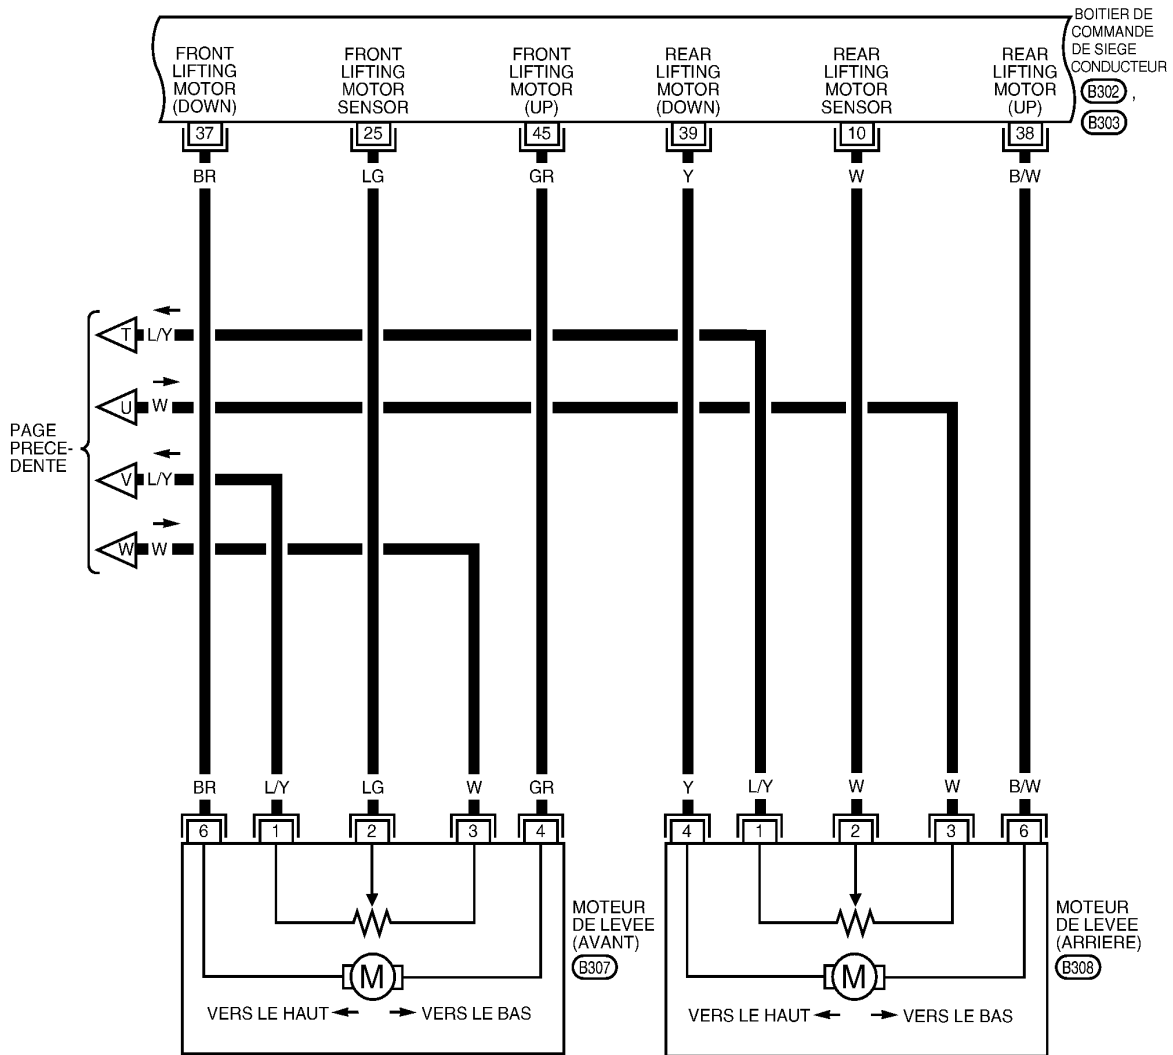 BOITIER DE
COMMANDE
DE SIEGE
CONDUCTEUR
B302 ,
B303
FRONT
LIFTING
MOTOR
(DOWN)
FRONT
LIFTING
MOTOR
SENSOR
FRONT
LIFTING
MOTOR
(UP)
REAR
LIFTING
MOTOR
(DOWN)
REAR
LIFTING
MOTOR
SENSOR
REAR
LIFTING
MOTOR
(UP)
37 25 45 39 10 38
BR LG GR Y W B/W
PAGE
PRECE-
DENTE
T L/Y
U W
V L/Y
W W
BR L/Y LG W GR Y L/Y W W B/W
6 1 2 3 4 4 1 2 3 6
MOTEUR
DE LEVEE
(AVANT)
B307
M
VERS LE HAUT VERS LE BAS
MOTEUR
DE LEVEE
(ARRIERE)
B308
M
VERS LE HAUT VERS LE BAS